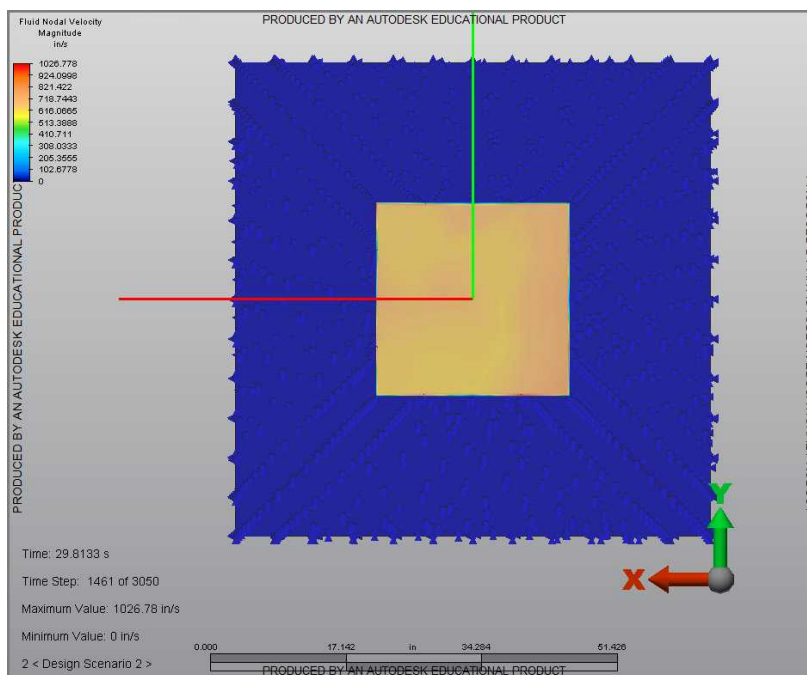 PRODUCED BY AN AUTODESK EDUCATIONAL PRODUCT
Fluid Nodal Velocity
Magnitude
in/s
1026.778
924.0998
821.422
718.7443
616.0665
513.3888
410.711
308.0333
205.3555
102.6778
0
PRODUCED BY AN AUTODESK EDUCATIONAL PRODUCT
Y
X
Time: 29.8133 s
Time Step: 1461 of 3050
Maximum Value: 1026.78 in/s
Minimum Value: 0 in/s
2 < Design Scenario 2 >
0.000 17.142 in 34.284 51.426
PRODUCED BY AN AUTODESK EDUCATIONAL PRODUCT